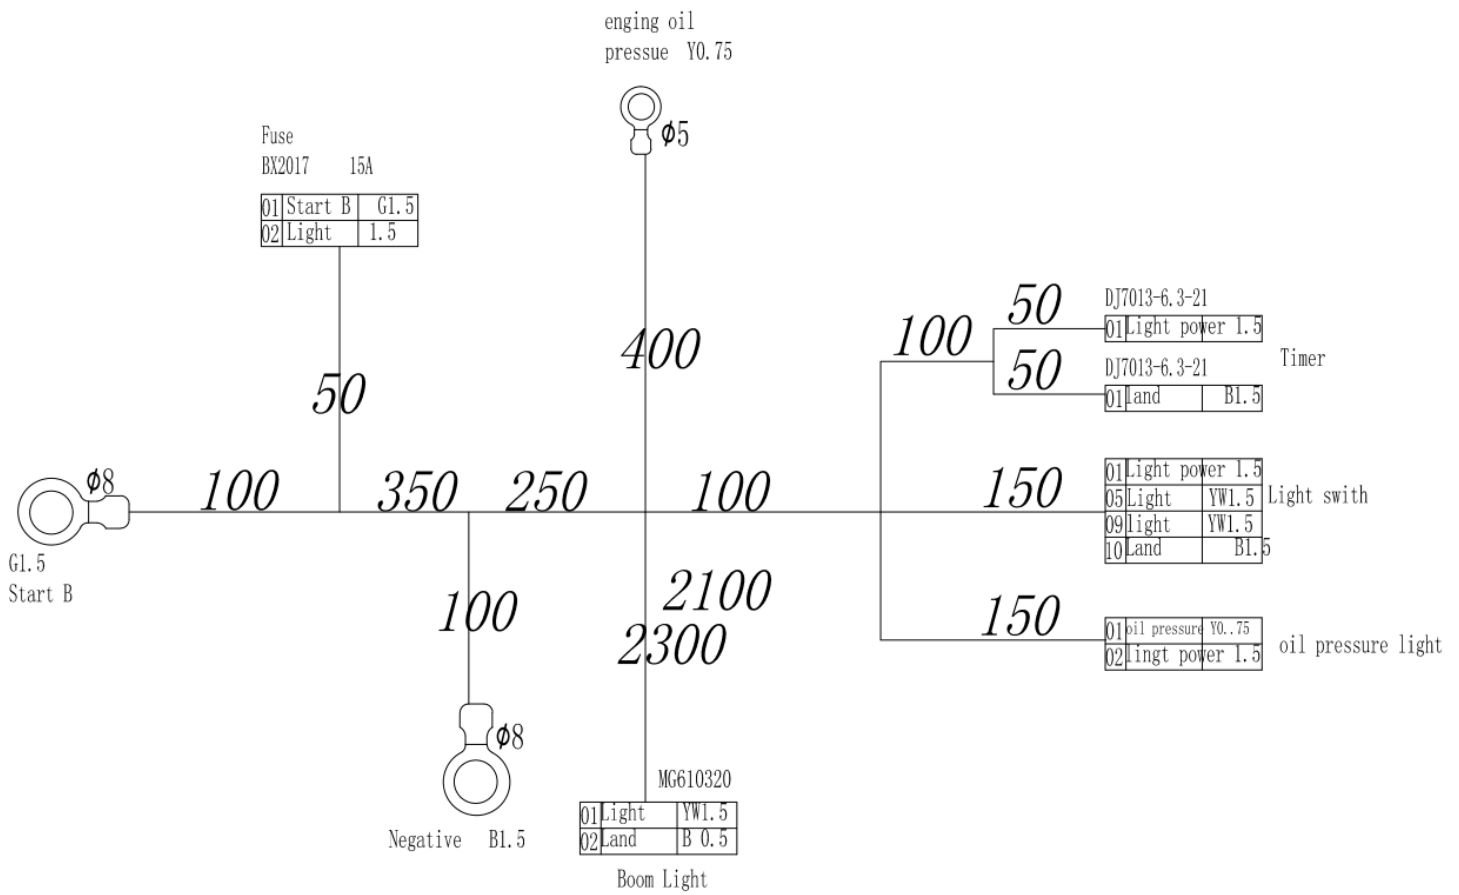 enging oil
pressue Y0.75
ϕ5
Fuse
BX2017 15A
01 Start B G1.5
02 Light 1.5
400
50
100
50
DJ7013-6.3-21
01 Light power 1.5
50
DJ7013-6.3-21
01 land B1.5
Timer
ϕ8
100
350
250
100
150
01 Light power 1.5
05 Light YW1.5
09 light YW1.5
10 Land B1.5
Light swith
G1.5
Start B
100
2100
2300
150
01 oil pressure Y0..75
02 lingt power 1.5
oil pressure light
ϕ8
Negative B1.5
MG610320
01 Light YW1.5
02 Land B 0.5
Boom Light